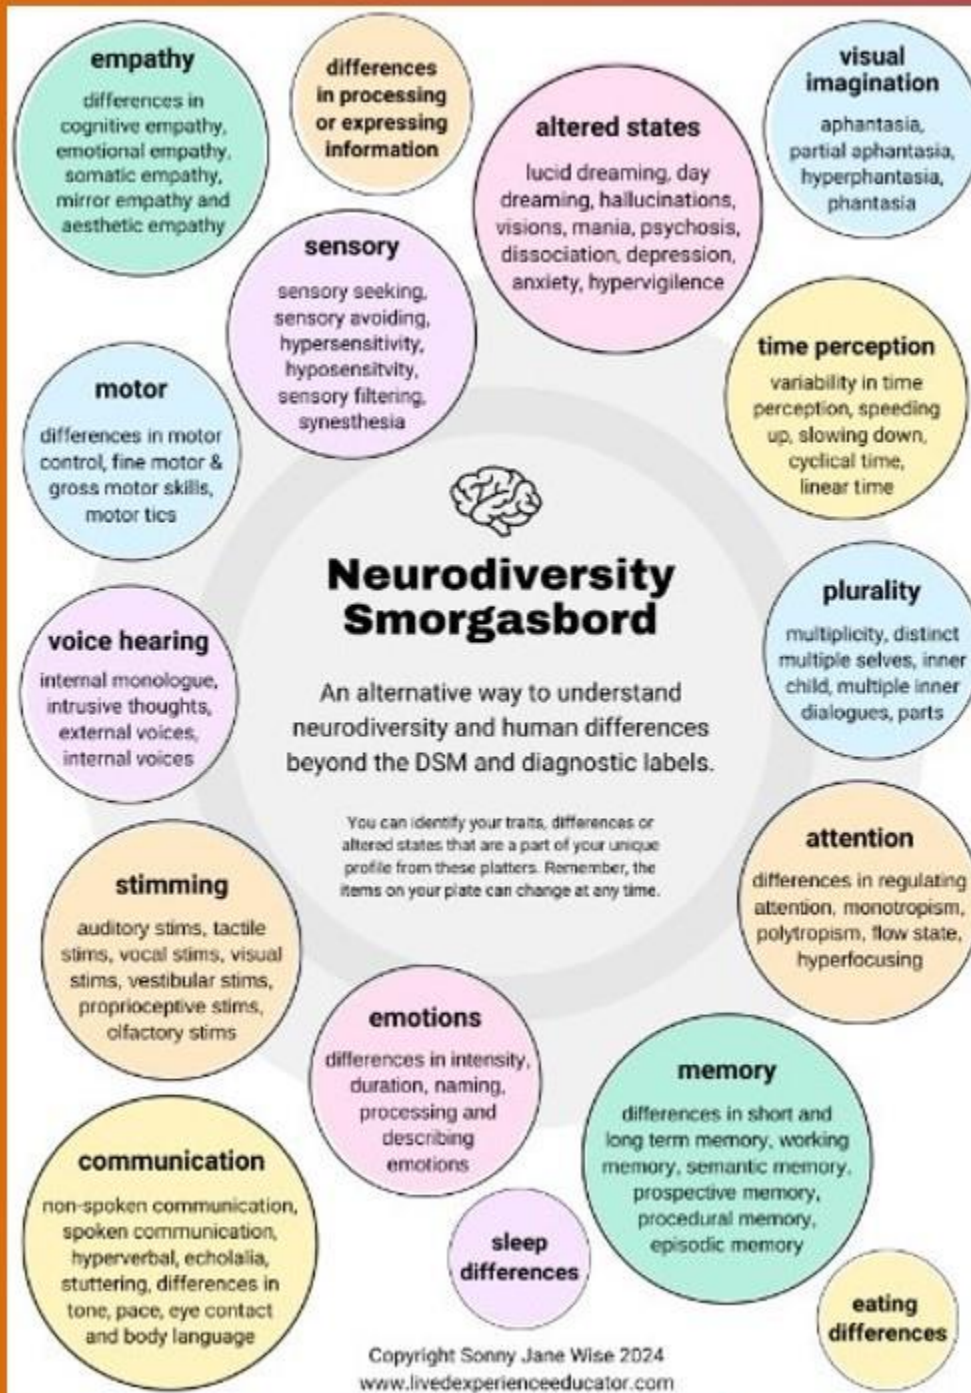 empathy
differences in
cognitive empathy,
emotional empathy,
somatic empathy,
mirror empathy and
aesthetic empathy
differences
in processing
or expressing
information
altered states
lucid dreaming, day
dreaming, hallucinations,
visions, mania, psychosis,
dissociation, depression,
anxiety, hypervigilence
visual
imagination
aphantasia,
partial aphantasia,
hyperphantasia,
phantasia
sensory
sensory seeking,
sensory avoiding,
hypersensitivity,
hyposensitvity,
sensory filtering,
synesthesia
time perception
variability in time
perception, speeding
up, slowing down,
cyclical time,
linear time
motor
differences in motor
control, fine motor &
gross motor skills,
motor tics
Neurodiversity
Smorgasbord
An alternative way to understand
neurodiversity and human differences
beyond the DSM and diagnostic labels.
You can identify your traits, differences or
altered states that are a part of your unique
profile from these platters. Remember, the
items on your plate can change at any time.
plurality
multiplicity, distinct
multiple selves, inner
child, multiple inner
dialogues, parts
voice hearing
internal monologue,
intrusive thoughts,
external voices,
internal voices
attention
differences in regulating
attention, monotropism,
polytropism, flow state,
hyperfocusing
stimming
auditory stims, tactile
stims, vocal stims, visual
stims, vestibular stims,
proprioceptive stims,
olfactory stims
emotions
differences in intensity,
duration, naming,
processing and
describing
emotions
memory
differences in short and
long term memory, working
memory, semantic memory,
prospective memory,
procedural memory,
episodic memory
communication
non-spoken communication,
spoken communication,
hyperverbal, echolalia,
stuttering, differences in
tone, pace, eye contact
and body language
sleep
differences
eating
differences
Copyright Sonny Jane Wise 2024
www.livedexperienceeducator.com